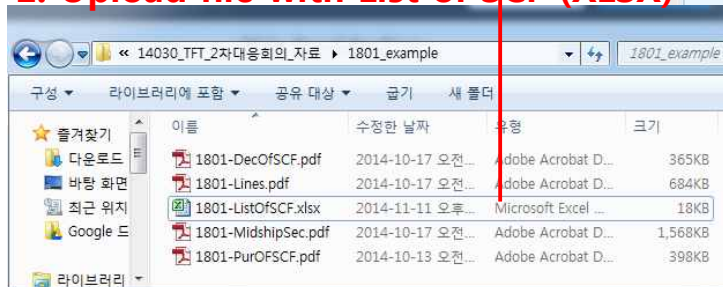 2. Upload file with List of SCF (XLSX)
« 14030_TFT_2차대응회의_자료 ▸ 1801_example
1801_example
구성 ▾ 라이브러리에 포함 ▾ 공유 대상 ▾ 굽기 새 폴더
즐겨찾기
다운로드
바탕 화면
최근 위치
Google 드
라이브러리
이름 수정한 날짜 유형 크기
1801-DecOfSCF.pdf 2014-10-17 오전... Adobe Acrobat D... 365KB
1801-Lines.pdf 2014-10-17 오전... Adobe Acrobat D... 684KB
1801-ListOfSCF.xlsx 2014-11-11 오후... Microsoft Excel ... 18KB
1801-MidshipSec.pdf 2014-10-17 오전... Adobe Acrobat D... 1,568KB
1801-PurOFSCF.pdf 2014-10-13 오전... Adobe Acrobat D... 398KB